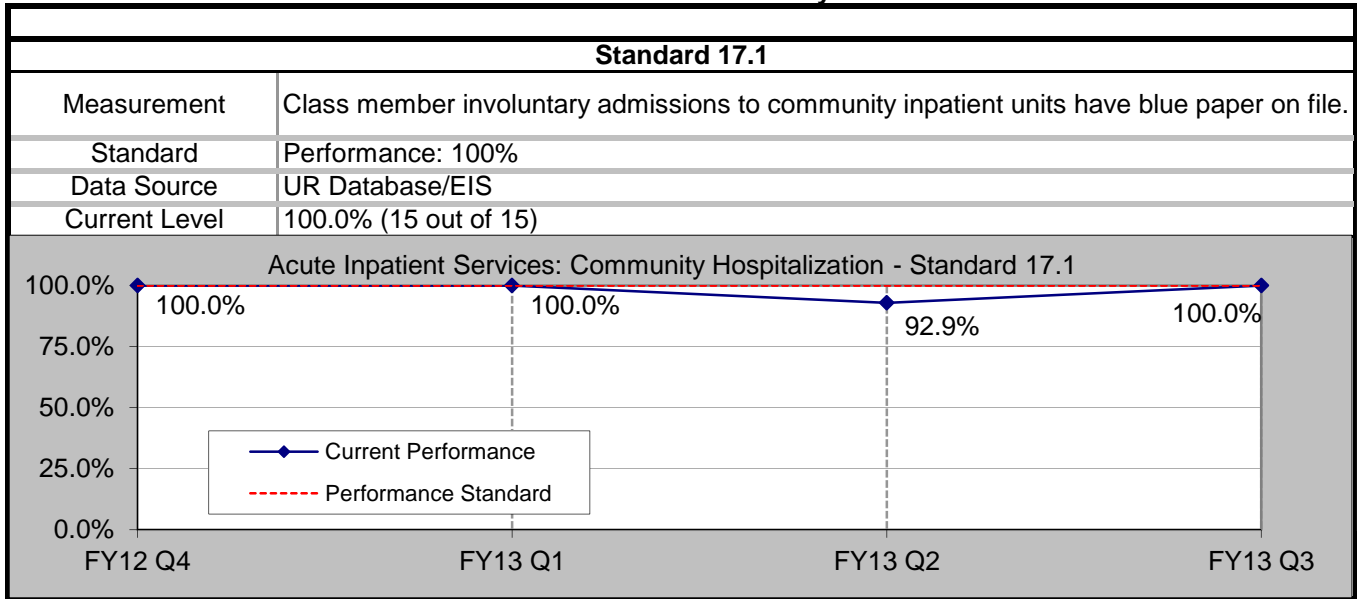 Standard 17.1
Measurement Class member involuntary admissions to community inpatient units have blue paper on file.
Standard Performance: 100%
Data Source UR Database/EIS
Current Level 100.0% (15 out of 15)
Acute Inpatient Services: Community Hospitalization - Standard 17.1
100.0%
100.0% 100.0% 92.9% 100.0%
75.0%
50.0%
Current Performance
25.0%
Performance Standard
0.0%
FY12 Q4 FY13 Q1 FY13 Q2 FY13 Q3